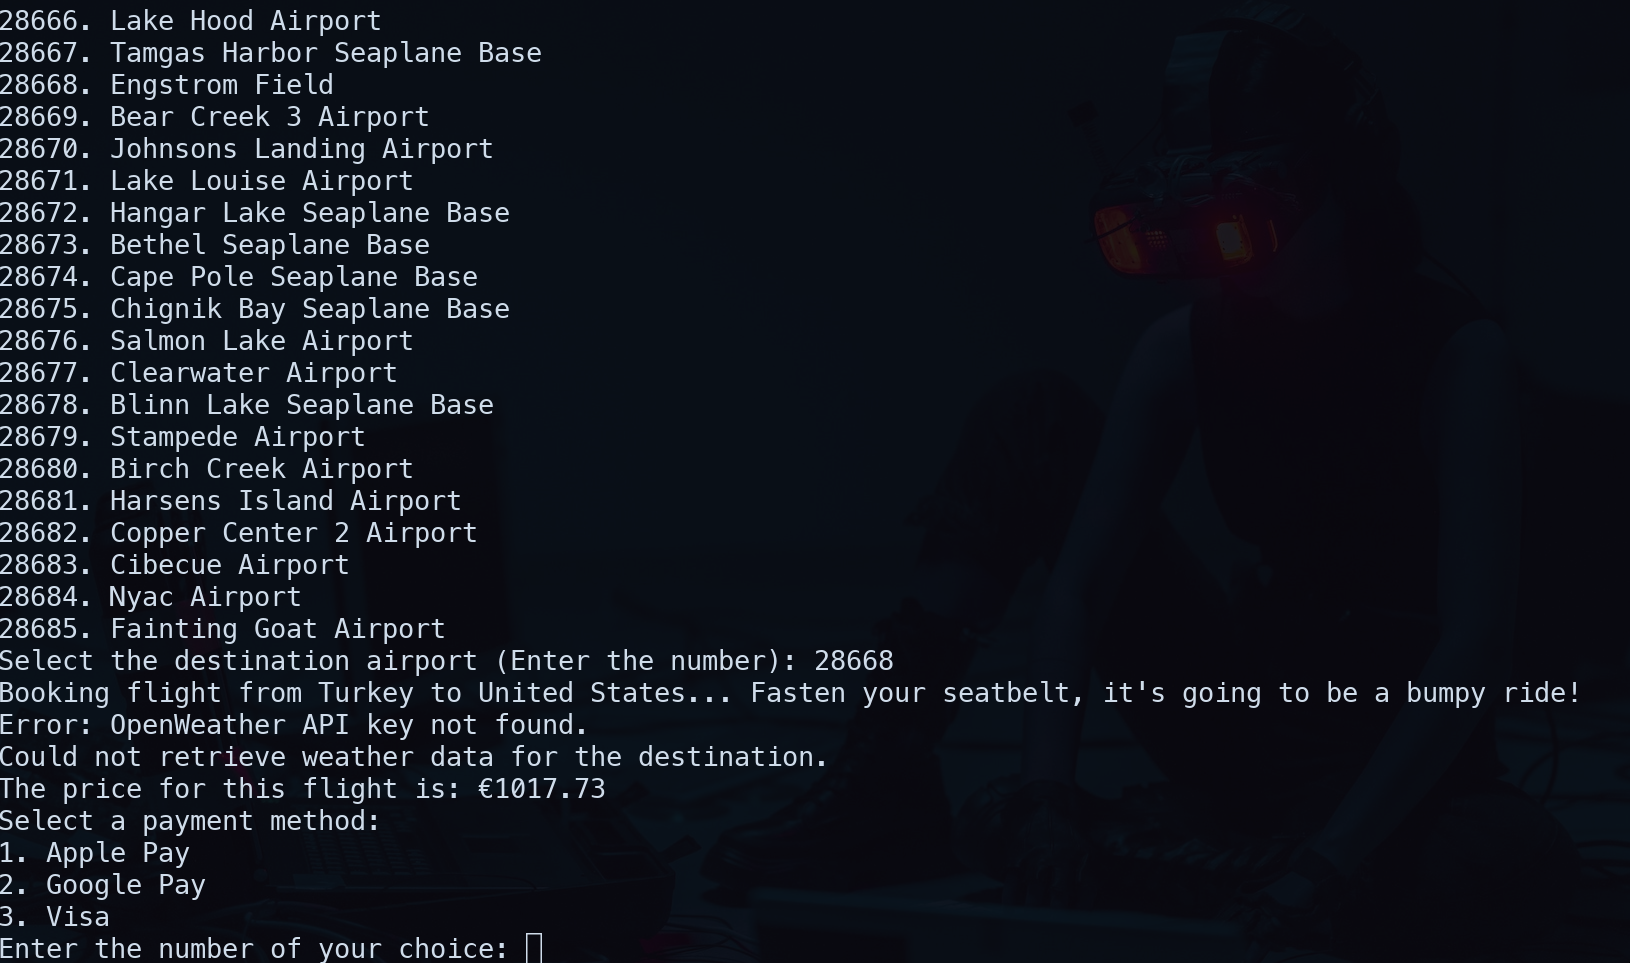 28666. Lake Hood Airport
28667. Tamgas Harbor Seaplane Base
28668. Engstrom Field
28669. Bear Creek 3 Airport
28670. Johnsons Landing Airport
28671. Lake Louise Airport
28672. Hangar Lake Seaplane Base
28673. Bethel Seaplane Base
28674. Cape Pole Seaplane Base
28675. Chignik Bay Seaplane Base
28676. Salmon Lake Airport
28677. Clearwater Airport
28678. Blinn Lake Seaplane Base
28679. Stampede Airport
28680. Birch Creek Airport
28681. Harsens Island Airport
28682. Copper Center 2 Airport
28683. Cibecue Airport
28684. Nyac Airport
28685. Fainting Goat Airport
Select the destination airport (Enter the number): 28668
Booking flight from Turkey to United States... Fasten your seatbelt, it's going to be a bumpy ride!
Error: OpenWeather API key not found.
Could not retrieve weather data for the destination.
The price for this flight is: €1017.73
Select a payment method:
1. Apple Pay
2. Google Pay
3. Visa
Enter the number of your choice: